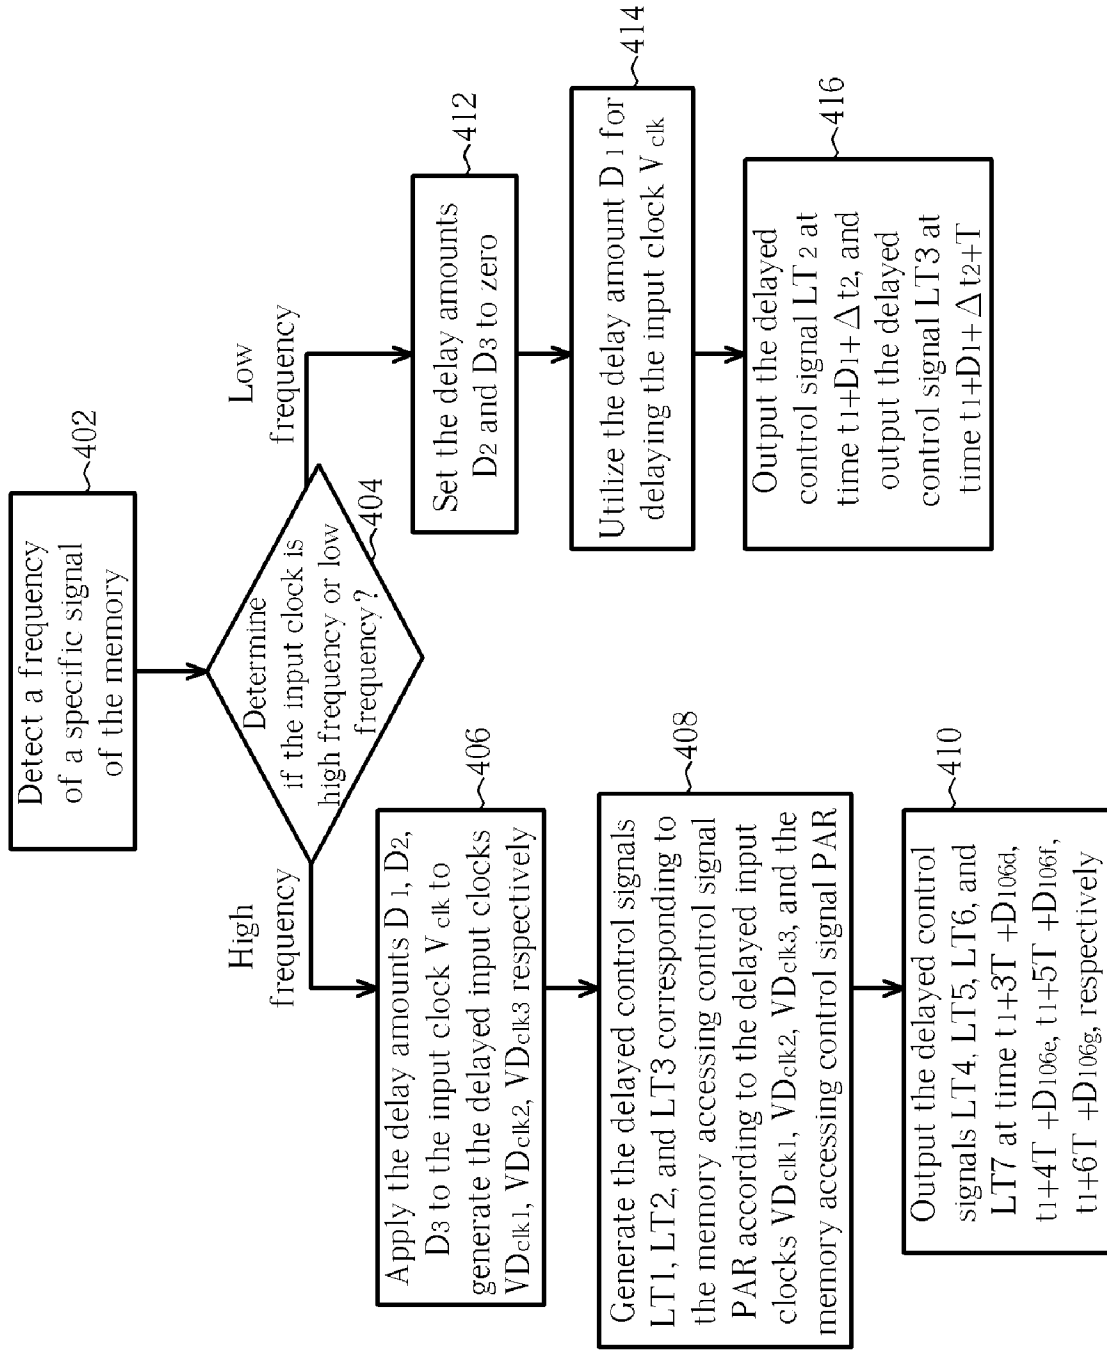 Detect a frequency
of a specific signal
of the memory
402
Determine
if the input clock is
high frequency or low
frequency?
404
High
frequency
Low
frequency
Apply the delay amounts D1, D2,
D3 to the input clock Vclk to
generate the delayed input clocks
VDclk1, VDclk2, VDclk3 respectively
406
Generate the delayed control signals
LT1, LT2, and LT3 corresponding to
the memory accessing control signal
PAR according to the delayed input
clocks VDclk1, VDclk2, VDclk3, and the
memory accessing control signal PAR
408
Output the delayed control
signals LT4, LT5, LT6, and
LT7 at time t1+3T +D106d,
t1+4T +D106e, t1+5T +D106f,
t1+6T +D106g, respectively
410
Set the delay amounts
D2 and D3 to zero
412
Utilize the delay amount D1 for
delaying the input clock Vclk
414
Output the delayed
control signal LT2 at
time t1+D1+Δt2, and
output the delayed
control signal LT3 at
time t1+D1+Δt2+T
416